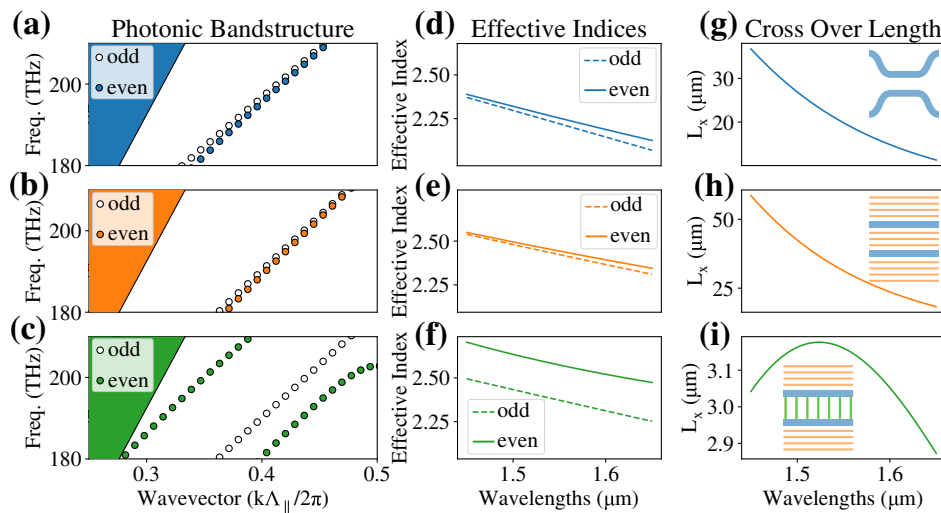 Photonic Bandstructure
Effective Indices
Cross Over Length
(a)
Freq. (THz)
200
180
odd
even
(d)
Effective Index
2.50
2.25
odd
even
(g)
Lₓ (μm)
30
20
(b)
Freq. (THz)
200
180
odd
even
(e)
Effective Index
2.50
2.25
odd
even
(h)
Lₓ (μm)
50
25
(c)
Freq. (THz)
200
180
odd
even
0.3
0.4
0.5
Wavevector (kΛ∥/2π)
(f)
Effective Index
2.50
2.25
odd
even
1.5
1.6
Wavelengths (μm)
(i)
Lₓ (μm)
3.1
3.0
2.9
1.5
1.6
Wavelengths (μm)